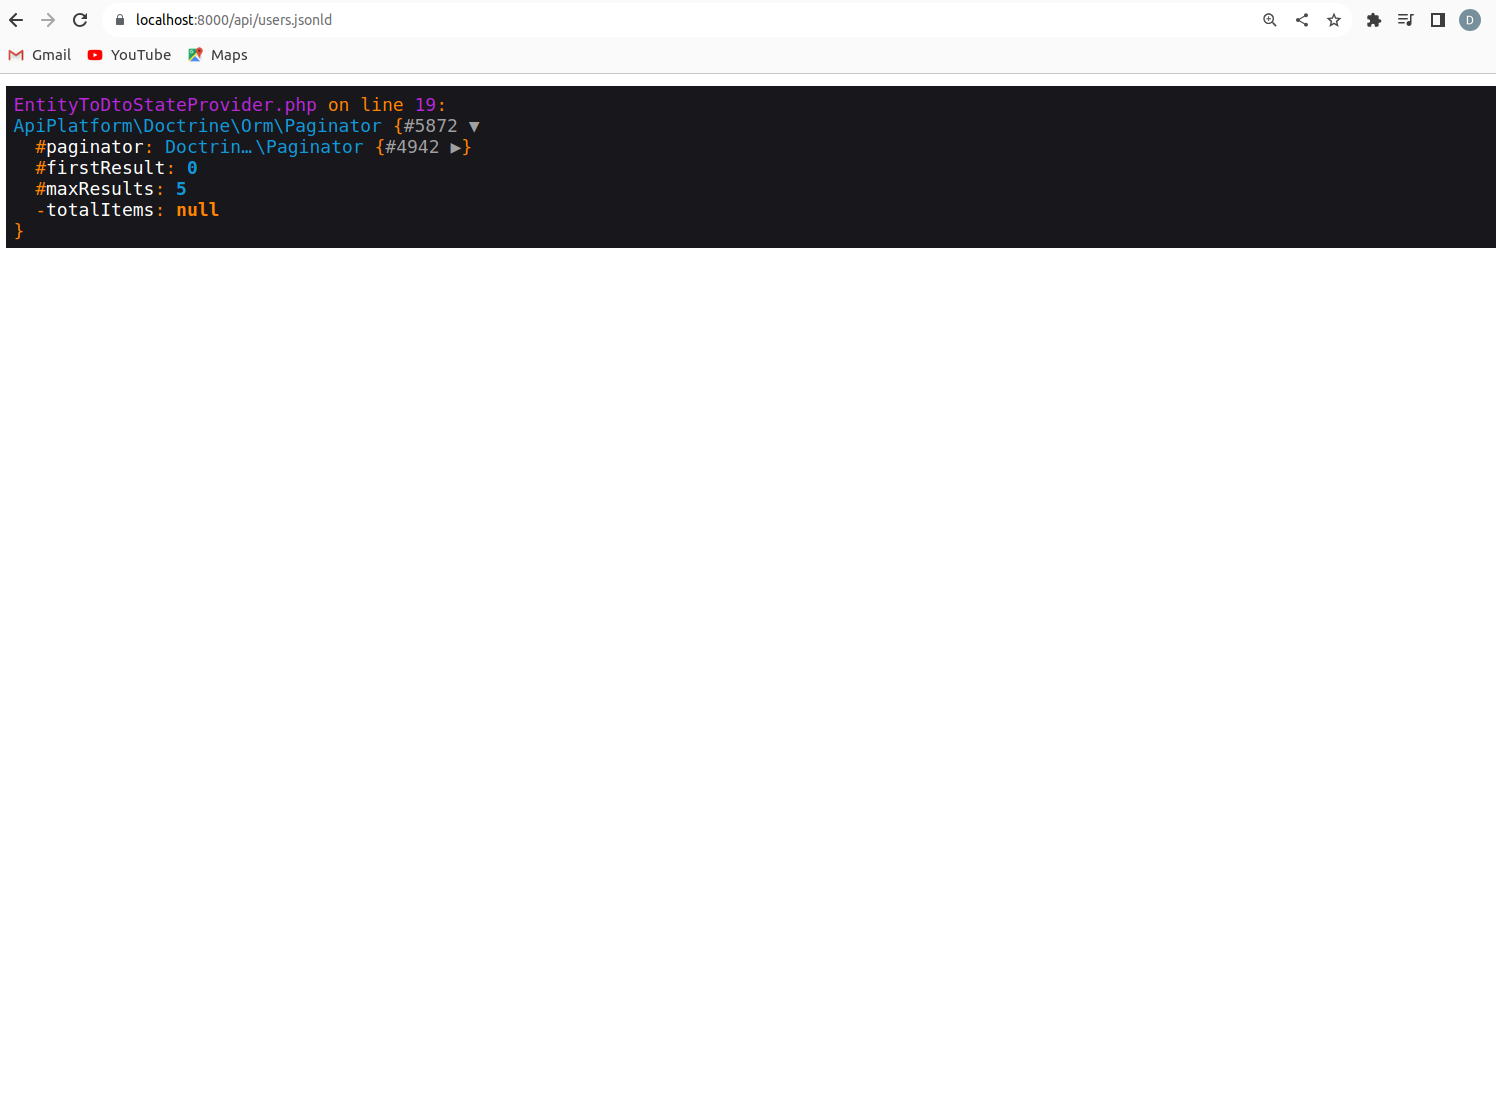 localhost:8000/api/users.jsonld
D
Gmail YouTube Maps
EntityToDtoStateProvider.php on line 19:
ApiPlatform\Doctrine\Orm\Paginator {#5872 ▼
  #paginator: Doctrin…\Paginator {#4942 ▶}
  #firstResult: 0
  #maxResults: 5
  -totalItems: null
}